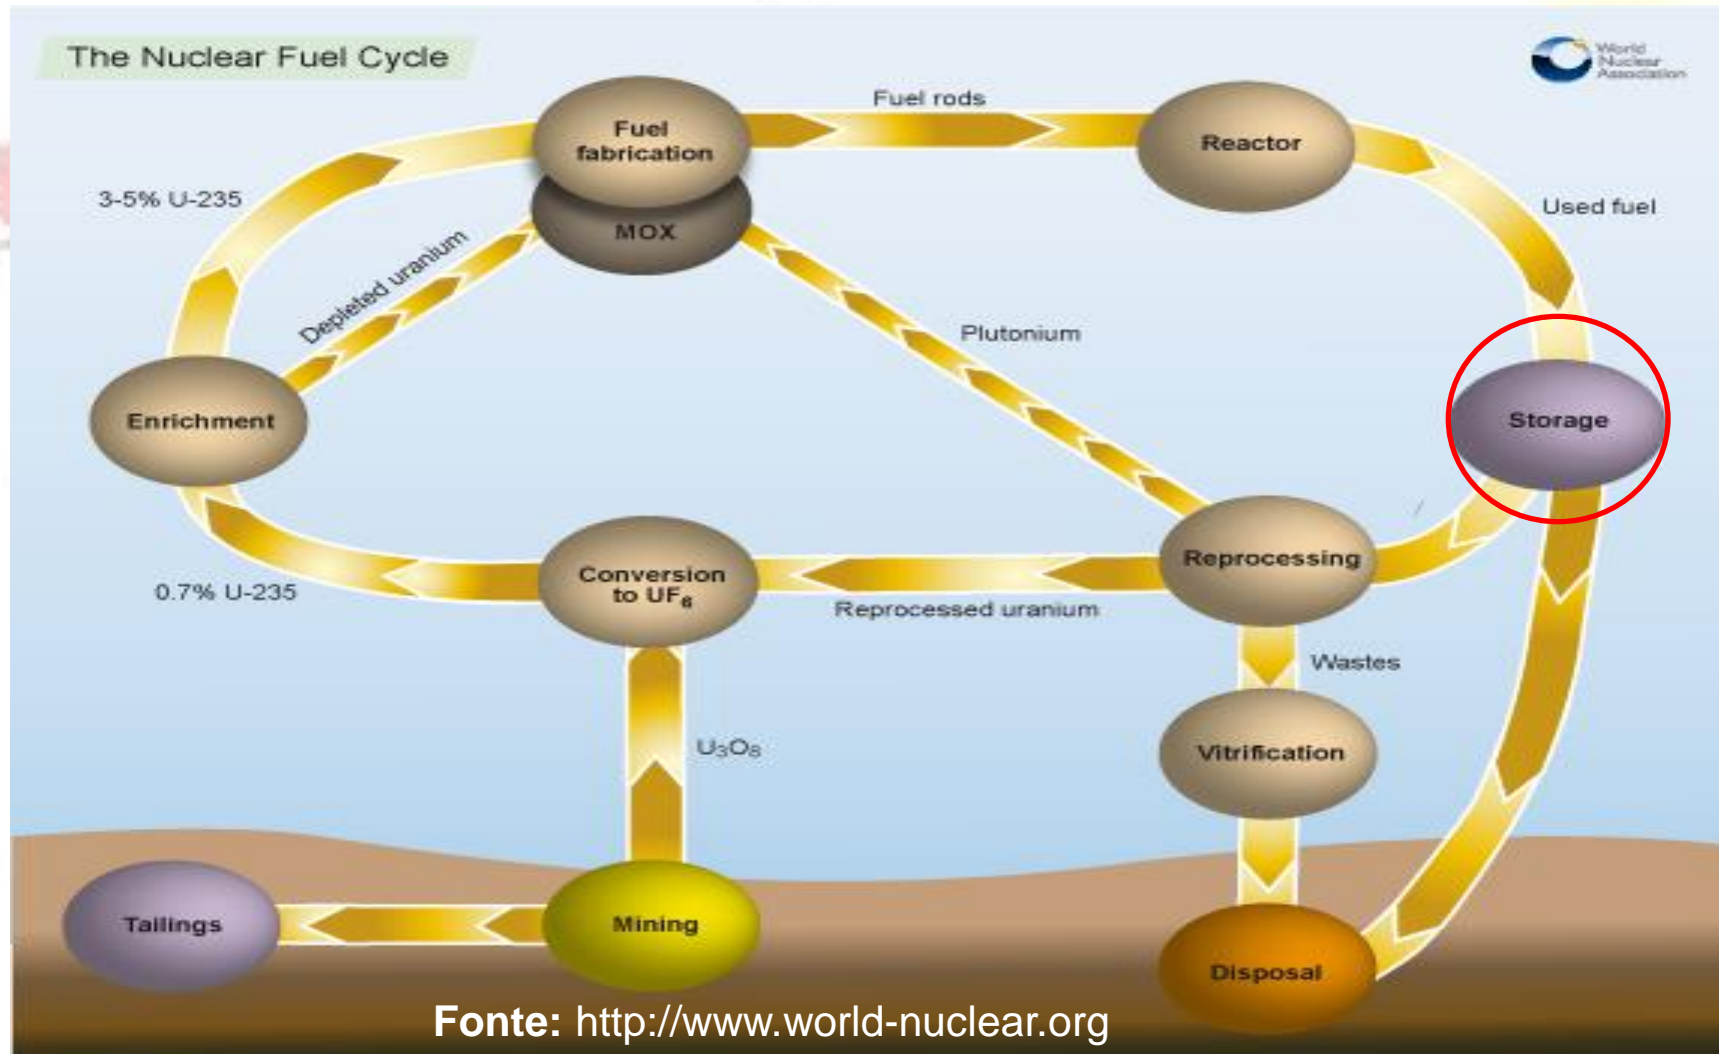 The Nuclear Fuel Cycle
World
Nuclear
Association
Fuel rods
Fuel
fabrication
Reactor
3-5% U-235
Used fuel
MOX
Depleted uranium
Plutonium
Enrichment
Storage
Reprocessing
Conversion
to UF₆
0.7% U-235
Reprocessed uranium
Wastes
U₃O₈
Vitrification
Tailings
Mining
Disposal
Fonte: http://www.world-nuclear.org